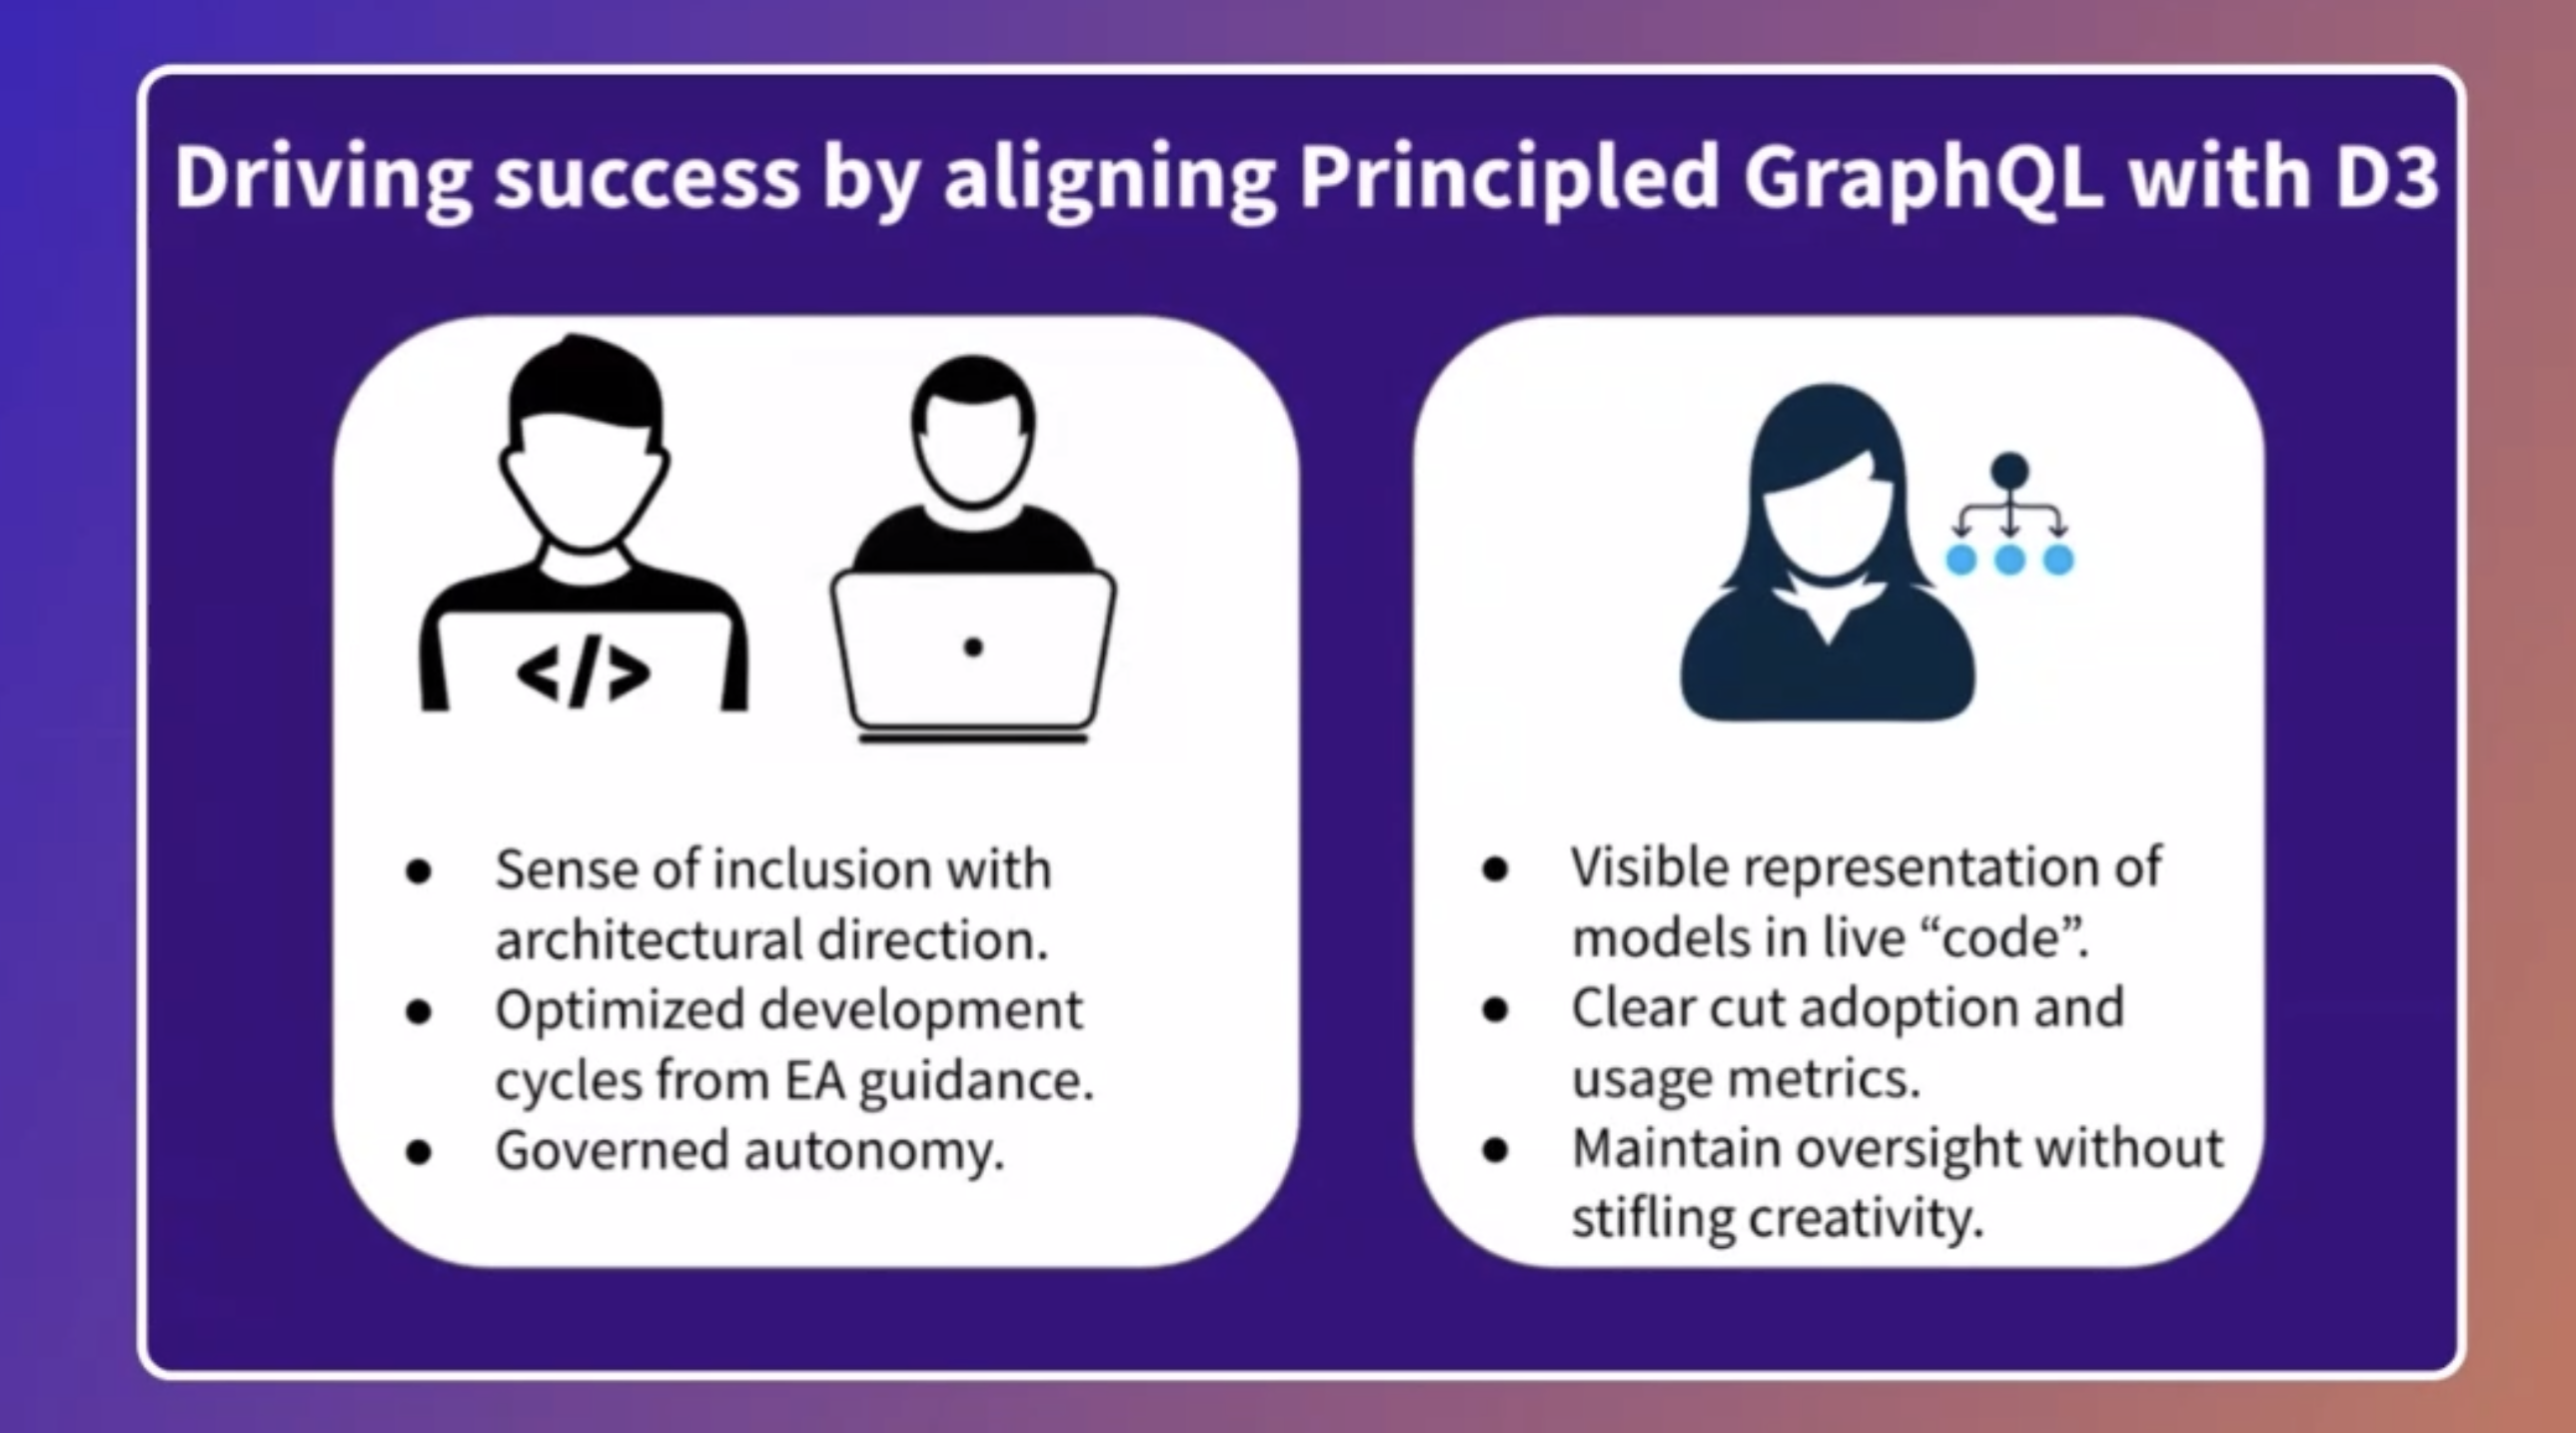 Driving success by aligning Principled GraphQL with D3
</>
● Sense of inclusion with
architectural direction.
● Optimized development
cycles from EA guidance.
● Governed autonomy.
● Visible representation of
models in live “code”.
● Clear cut adoption and
usage metrics.
● Maintain oversight without
stifling creativity.